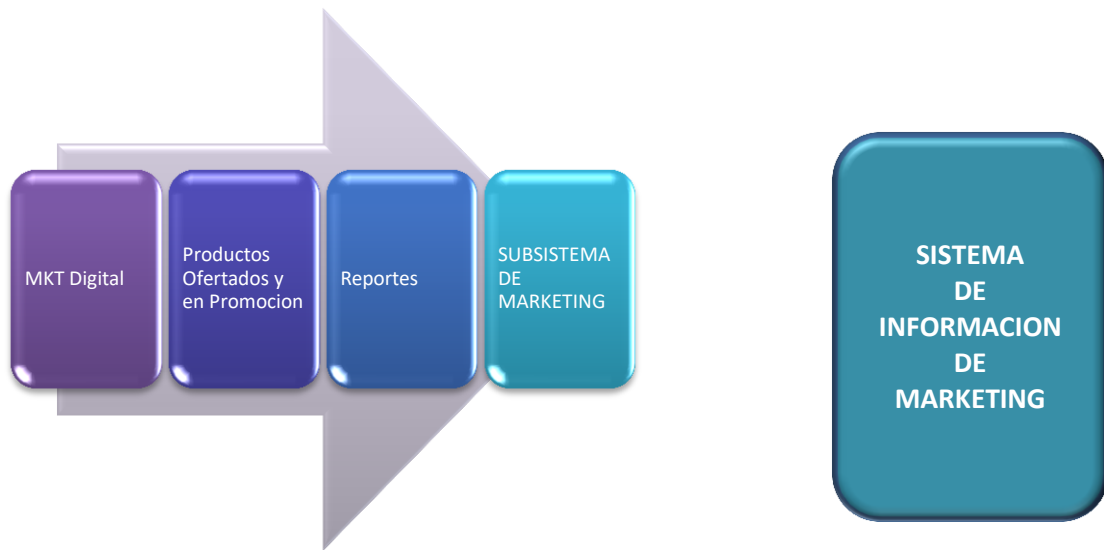 MKT Digital
Productos
Ofertados y
en Promocion
Reportes
SUBSISTEMA
DE
MARKETING
SISTEMA
DE
INFORMACION
DE
MARKETING